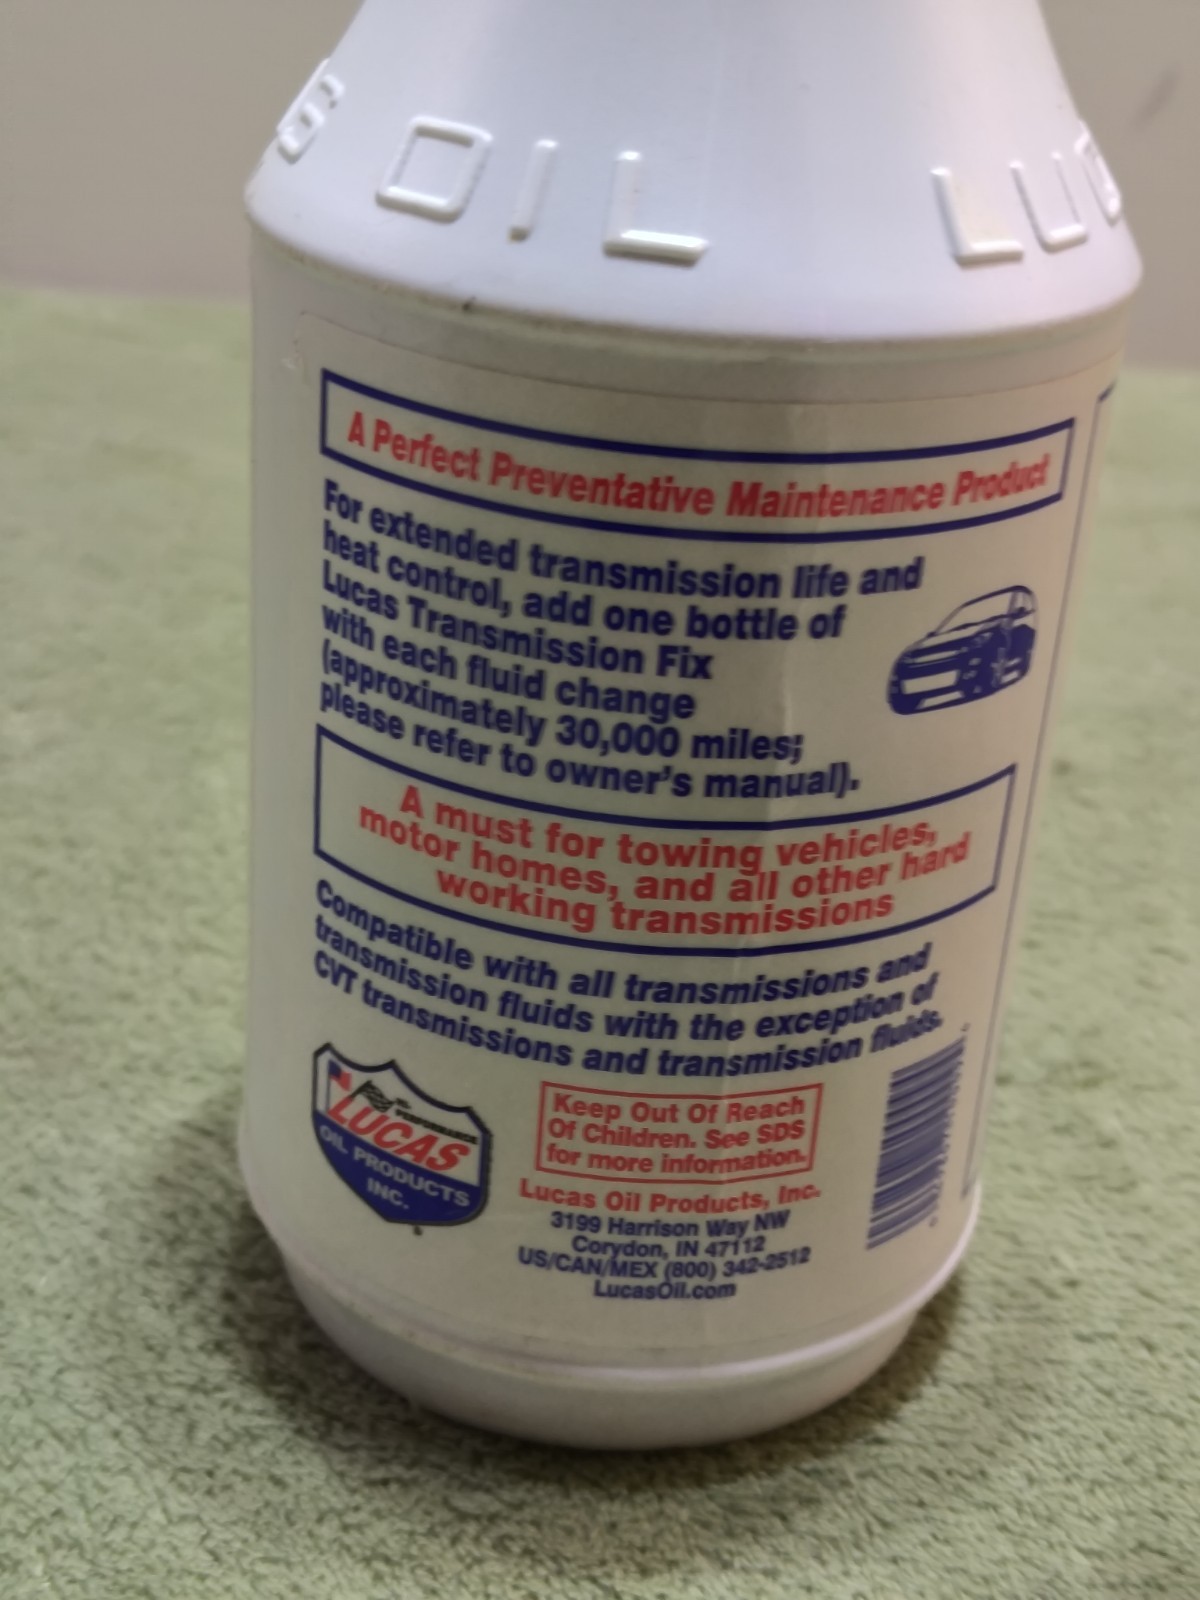 OIL LUC
A Perfect Preventative Maintenance Product
For extended transmission life and
heat control, add one bottle of
Lucas Transmission Fix
with each fluid change
(approximately 30,000 miles;
please refer to owner's manual).
A must for towing vehicles,
motor homes, and all other hard
working transmissions
Compatible with all transmissions and
transmission fluids with the exception of
CVT transmissions and transmission fluids.
HI-
PERFORMANCE
LUCAS
OIL PRODUCTS
INC.
Keep Out Of Reach
Of Children. See SDS
for more information.
Lucas Oil Products, Inc.
3199 Harrison Way NW
Corydon, IN 47112
US/CAN/MEX (800) 342-2512
LucasOil.com